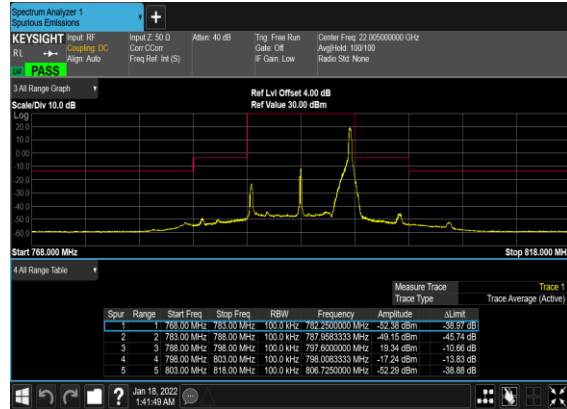 Spectrum Analyzer 1
Spurious Emissions
KEYSIGHT Input: RF Input Z: 50 Ω Atten: 40 dB Trig: Free Run Center Freq: 22.005000000 GHz
RL Coupling: DC Corr CCorr Gate: Off Avg|Hold: 100/100
Align: Auto Freq Ref: Int (S) IF Gain: Low Radio Std: None
PASS
3 All Range Graph Ref Lvl Offset 4.00 dB
Scale/Div 10.0 dB Ref Value 30.00 dBm
Log
20.0
10.0
0.00
-10.0
-20.0
-30.0
-40.0
-50.0
-60.0
Start 768.000 MHz Stop 818.000 MH
4 All Range Table
Measure Trace Trace 1
Trace Type Trace Average (Active)
Spur Range Start Freq Stop Freq RBW Frequency Amplitude ΔLimit
1 1 768.00 MHz 783.00 MHz 100.0 kHz 782.2500000 MHz -52.38 dBm -38.97 dB
2 2 783.00 MHz 788.00 MHz 100.0 kHz 787.9583333 MHz -49.15 dBm -45.74 dB
3 3 788.00 MHz 798.00 MHz 100.0 kHz 797.6000000 MHz 19.34 dBm -10.66 dB
4 4 798.00 MHz 803.00 MHz 100.0 kHz 798.0083333 MHz -17.24 dBm -13.83 dB
5 5 803.00 MHz 818.00 MHz 100.0 kHz 806.7250000 MHz -52.29 dBm -38.88 dB
Jan 18, 2022
1:41:49 AM